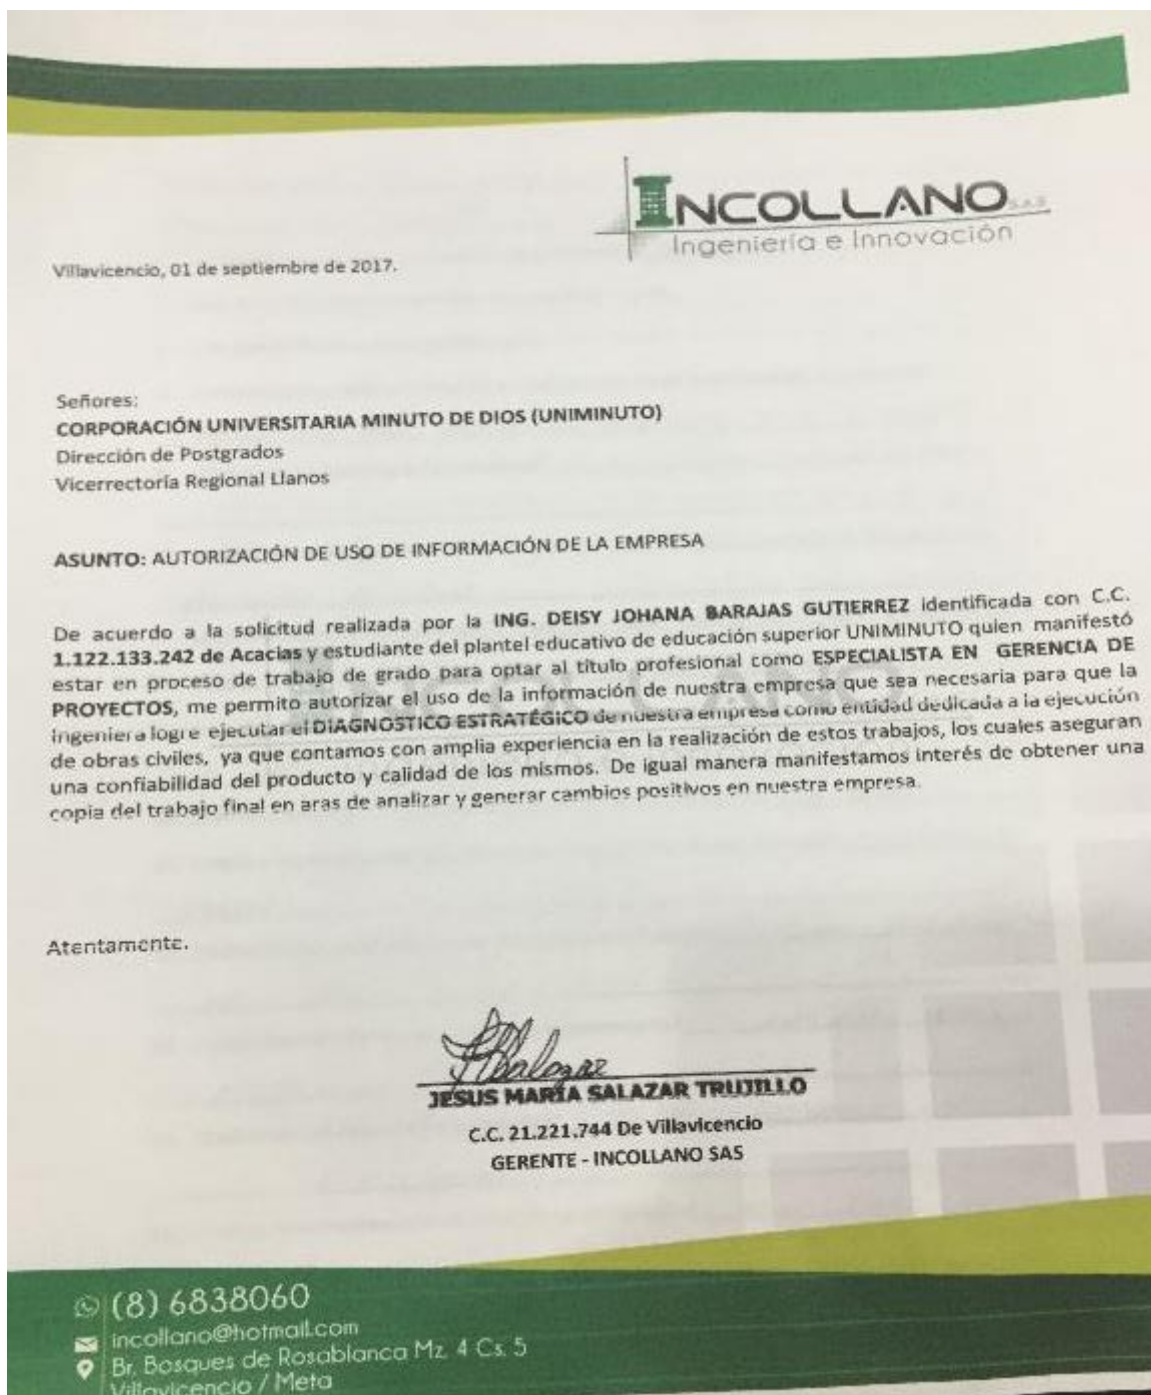 INCOLLANO S.A.S
Ingeniería e Innovación
Villavicencio, 01 de septiembre de 2017.
Señores:
CORPORACIÓN UNIVERSITARIA MINUTO DE DIOS (UNIMINUTO)
Dirección de Postgrados
Vicerrectoría Regional Llanos
ASUNTO: AUTORIZACIÓN DE USO DE INFORMACIÓN DE LA EMPRESA
De acuerdo a la solicitud realizada por la ING. DEISY JOHANA BARAJAS GUTIERREZ identificada con C.C.
1.122.133.242 de Acacias y estudiante del plantel educativo de educación superior UNIMINUTO quien manifestó
estar en proceso de trabajo de grado para optar al título profesional como ESPECIALISTA EN GERENCIA DE
PROYECTOS, me permito autorizar el uso de la información de nuestra empresa que sea necesaria para que la
ingeniera logre ejecutar el DIAGNOSTICO ESTRATÉGICO de nuestra empresa como entidad dedicada a la ejecución
de obras civiles, ya que contamos con amplia experiencia en la realización de estos trabajos, los cuales aseguran
una confiabilidad del producto y calidad de los mismos. De igual manera manifestamos interés de obtener una
copia del trabajo final en aras de analizar y generar cambios positivos en nuestra empresa.
Atentamente.
JESUS MARÍA SALAZAR TRUJILLO
C.C. 21.221.744 De Villavicencio
GERENTE - INCOLLANO SAS
(8) 6838060
incollano@hotmail.com
Br. Bosques de Rosablanca Mz. 4 Cs. 5
Villavicencio / Meta